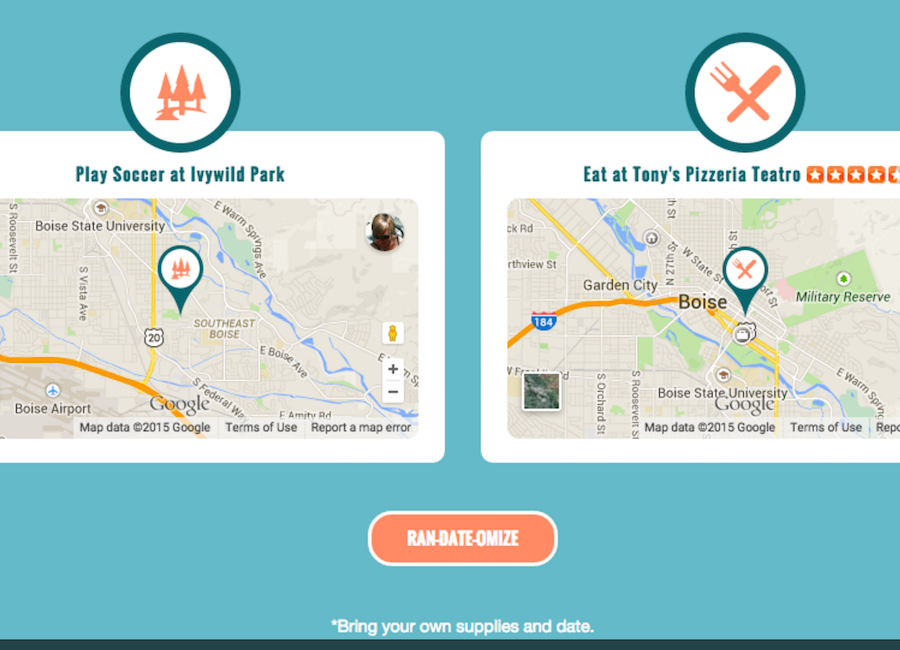 Play Soccer at Ivywild Park
S Roosevelt St
Boise State University
E Warm Springs Ave
S Vista Ave
20
SOUTHEAST
BOISE
E Boise Ave
Boise Airport
S Federal Wa
E Amity Rd
Google
Map data ©2015 Google Terms of Use Report a map error
Eat at Tony's Pizzeria Teatro
ck Rd
N 27th St
W State St
rthview St
Garden City
Boise
Military Reserve
184
S Orchard St
S Roosevelt St
Boise State University
E Warm Springs
Google
Map data ©2015 Google Terms of Use Repo
RAN-DATE-OMIZE
*Bring your own supplies and date.